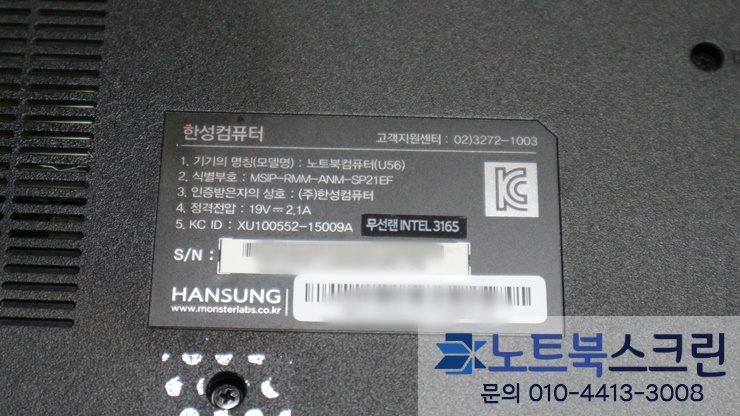 한성컴퓨터
고객지원센터 : 02)3272-1003
1. 기기의 명칭(모델명) : 노트북컴퓨터(U56)
2. 식별부호 : MSIP-RMM-ANM-SP21EF
3. 인증받은자의 상호 : (주)한성컴퓨터
4. 정격전압 : 19V⎓2.1A
5. KC ID : XU100552-15009A 무선랜 INTEL 3165
S/N :
HANSUNG
www.monsterlabs.co.kr
노트북스크린
문의 010-4413-3008